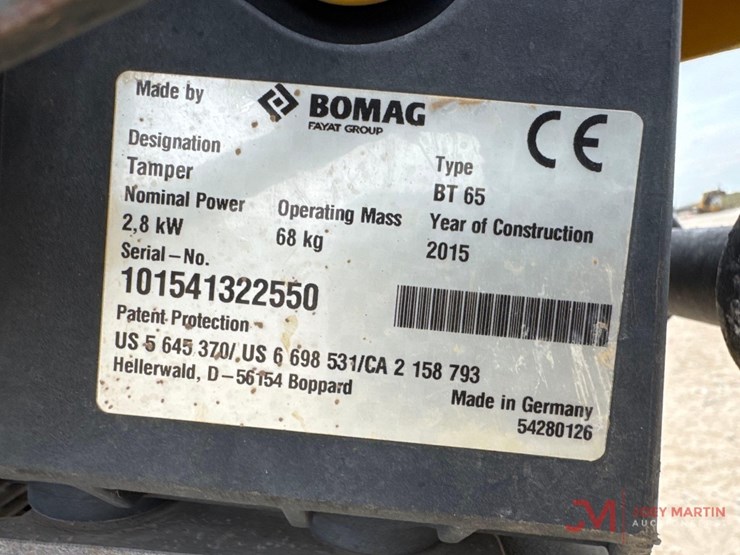 Made by
BOMAG
FAYAT GROUP
CE
Designation
Tamper
Type
BT 65
Nominal Power
2,8 kW
Operating Mass
68 kg
Year of Construction
2015
Serial-No.
101541322550
Patent Protection
US 5 645 370/ US 6 698 531/CA 2 158 793
Hellerwald, D-56154 Boppard
Made in Germany
54280126
MARTIN